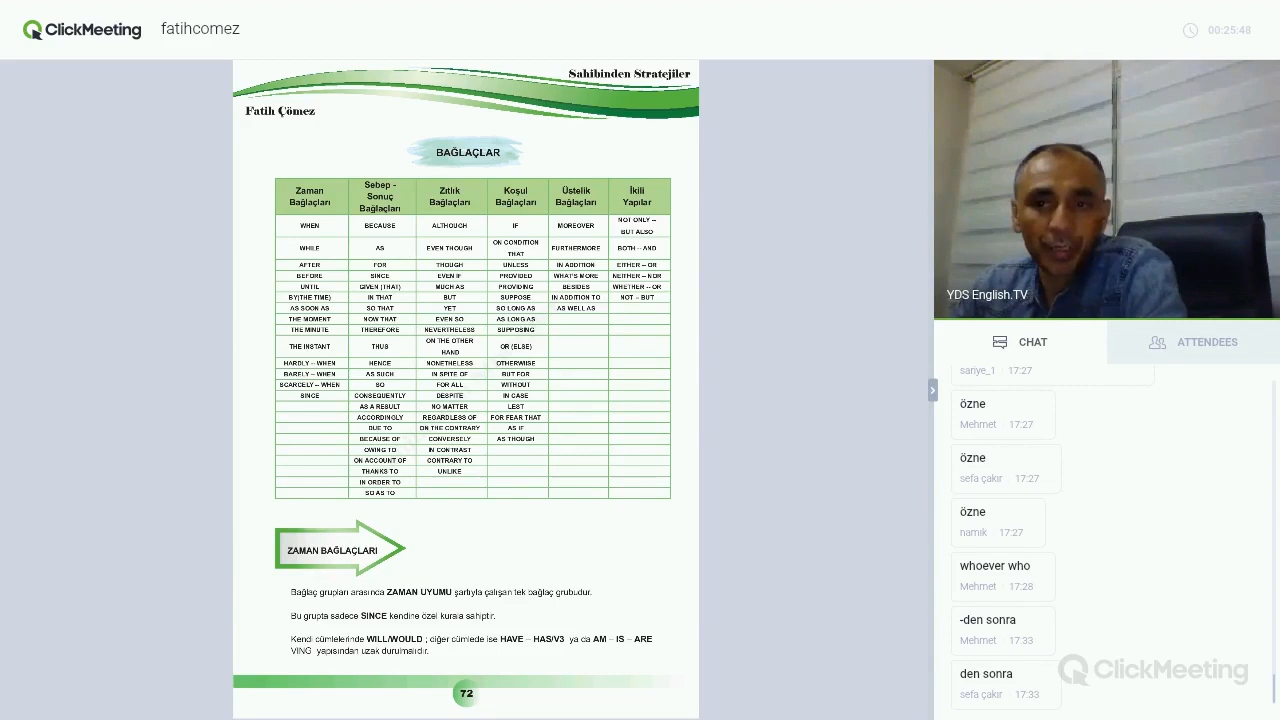 ClickMeeting
fatihcomez
00:25:48
Sahibinden Stratejiler
Fatih Çömez
BAĞLAÇLAR
Zaman Bağlaçları | Sebep - Sonuç Bağlaçları | Zıtlık Bağlaçları | Koşul Bağlaçları | Üstelik Bağlaçları | İkili Yapılar
WHEN | BECAUSE | ALTHOUGH | IF | MOREOVER | NOT ONLY -- BUT ALSO
WHILE | AS | EVEN THOUGH | ON CONDITION THAT | FURTHERMORE | BOTH -- AND
AFTER | FOR | THOUGH | UNLESS | IN ADDITION | EITHER -- OR
BEFORE | SINCE | EVEN IF | PROVIDED | WHAT'S MORE | NEITHER -- NOR
UNTIL | GIVEN (THAT) | MUCH AS | PROVIDING | BESIDES | WHETHER -- OR
BY(THE TIME) | IN THAT | BUT | SUPPOSE | IN ADDITION TO | NOT -- BUT
AS SOON AS | SO THAT | YET | SO LONG AS | AS WELL AS
THE MOMENT | NOW THAT | EVEN SO | AS LONG AS
THE MINUTE | THEREFORE | NEVERTHELESS | SUPPOSING
THE INSTANT | THUS | ON THE OTHER HAND | OR (ELSE)
HARDLY -- WHEN | HENCE | NONETHELESS | OTHERWIISE
BARELY -- WHEN | AS SUCH | IN SPITE OF | BUT FOR
SCARCELY -- WHEN | SO | FOR ALL | WITHOUT
SINCE | CONSEQUENTLY | DESPITE | IN CASE
AS A RESULT | NO MATTER | LEST
ACCORDINGLY | REGARDLESS OF | FOR FEAR THAT
DUE TO | ON THE CONTRARY | AS IF
BECAUSE OF | CONVERSELY | AS THOUGH
OWING TO | IN CONTRAST
ON ACCOUNT OF | CONTRARY TO
THANKS TO | UNLIKE
IN ORDER TO
SO AS TO
ZAMAN BAĞLAÇLARI
Bağlaç grupları arasında ZAMAN UYUMU şartıyla çalışan tek bağlaç grubudur.
Bu grupta sadece SINCE kendine özel kurala sahiptir.
Kendi cümlelerinde WILL/WOULD ; diğer cümlede ise HAVE – HAS/V3 ya da AM – IS – ARE
VING yapısından uzak durulmalıdır.
72
YDS English.TV
CHAT
ATTENDEES
sariye_1 17:27
özne
Mehmet 17:27
özne
sefa çakır 17:27
özne
namık 17:27
whoever who
Mehmet 17:28
-den sonra
Mehmet 17:33
den sonra
sefa çakır 17:33
ClickMeeting